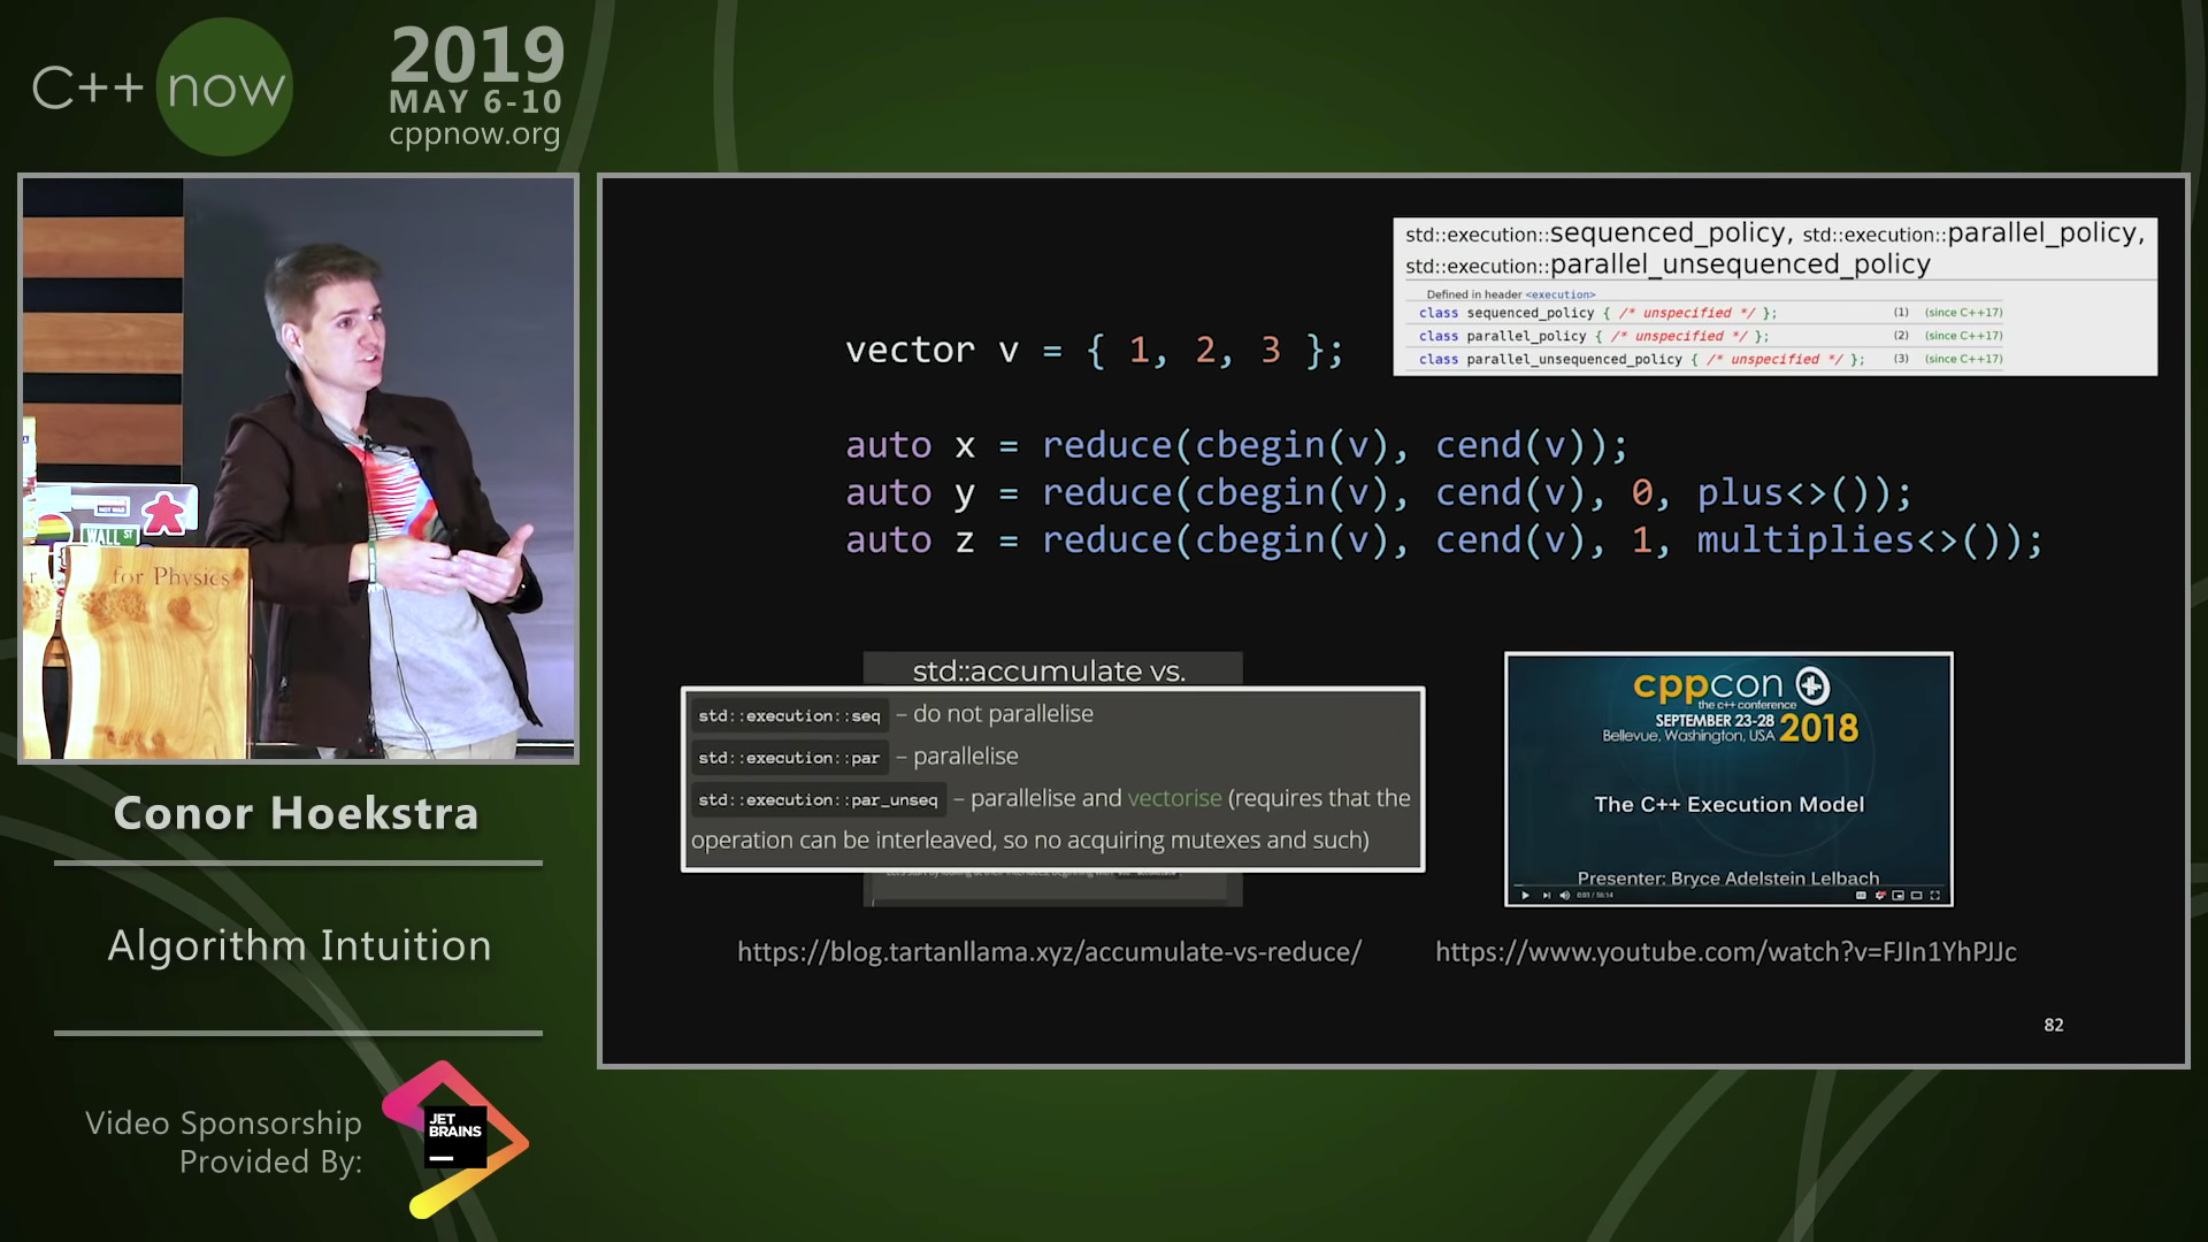 C++ now
2019
MAY 6-10
cppnow.org
NOT WAR
WALL ST
for Physics
Conor Hoekstra
Algorithm Intuition
Video Sponsorship
Provided By:
JET
BRAINS
std::execution::sequenced_policy, std::execution::parallel_policy,
std::execution::parallel_unsequenced_policy
Defined in header <execution>
class sequenced_policy { /* unspecified */ }; (1) (since C++17)
class parallel_policy { /* unspecified */ }; (2) (since C++17)
class parallel_unsequenced_policy { /* unspecified */ }; (3) (since C++17)
vector v = { 1, 2, 3 };
auto x = reduce(cbegin(v), cend(v));
auto y = reduce(cbegin(v), cend(v), 0, plus<>());
auto z = reduce(cbegin(v), cend(v), 1, multiplies<>());
std::accumulate vs.
std::execution::seq – do not parallelise
std::execution::par – parallelise
std::execution::par_unseq – parallelise and vectorise (requires that the
operation can be interleaved, so no acquiring mutexes and such)
https://blog.tartanllama.xyz/accumulate-vs-reduce/
cppcon
the c++ conference
SEPTEMBER 23-28 2018
Bellevue, Washington, USA
The C++ Execution Model
Presenter: Bryce Adelstein Lelbach
https://www.youtube.com/watch?v=FJIn1YhPJJc
82